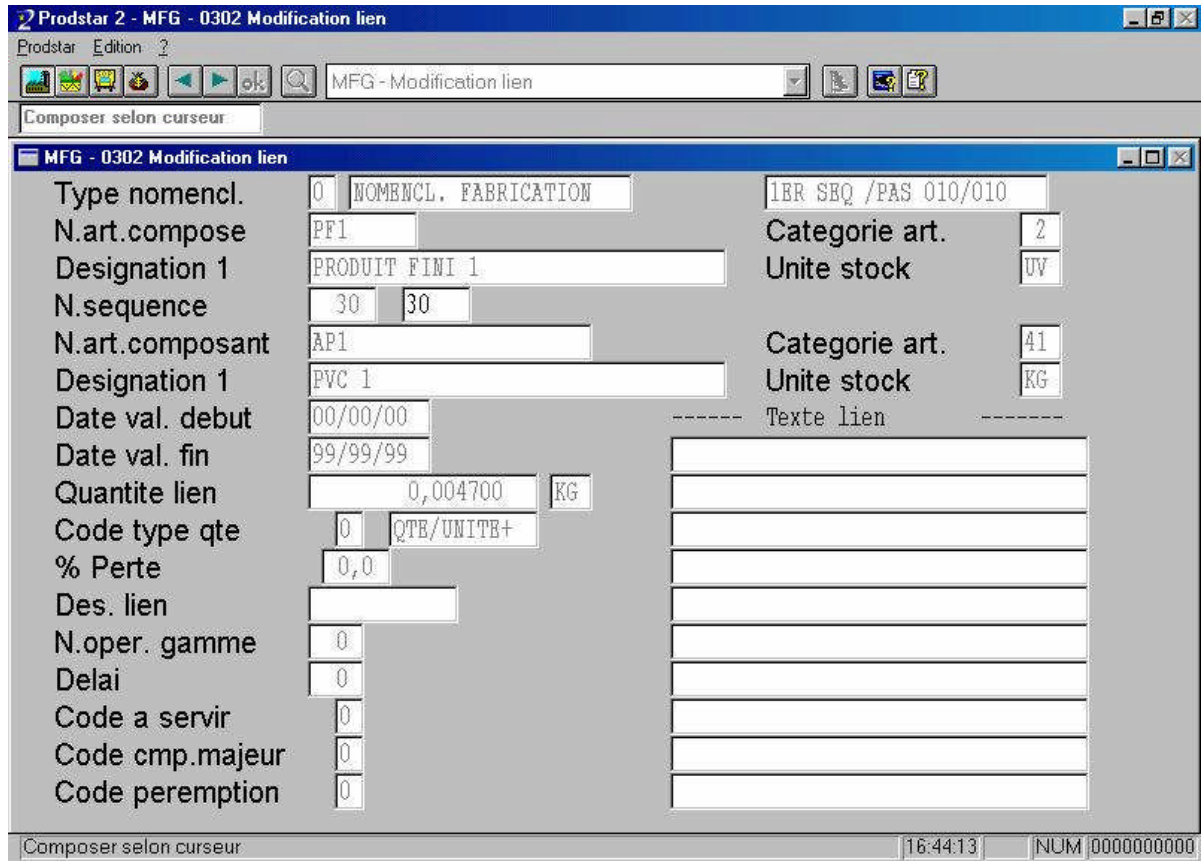 Prodstar 2 - MFG - 0302 Modification lien
Prodstar Edition ?
ok MFG - Modification lien
Composer selon curseur
MFG - 0302 Modification lien
Type nomencl. 0 NOMENCL. FABRICATION 1ER SEQ /PAS 010/010
N.art.compose PF1 Categorie art. 2
Designation 1 PRODUIT FINI 1 Unite stock UV
N.sequence 30 30
N.art.composant AP1 Categorie art. 41
Designation 1 PVC 1 Unite stock KG
Date val. debut 00/00/00 ------ Texte lien -------
Date val. fin 99/99/99
Quantite lien 0,004700 KG
Code type qte 0 QTE/UNITE+
% Perte 0,0
Des. lien
N.oper. gamme 0
Delai 0
Code a servir 0
Code cmp.majeur 0
Code peremption 0
Composer selon curseur 16:44:13 NUM 0000000000